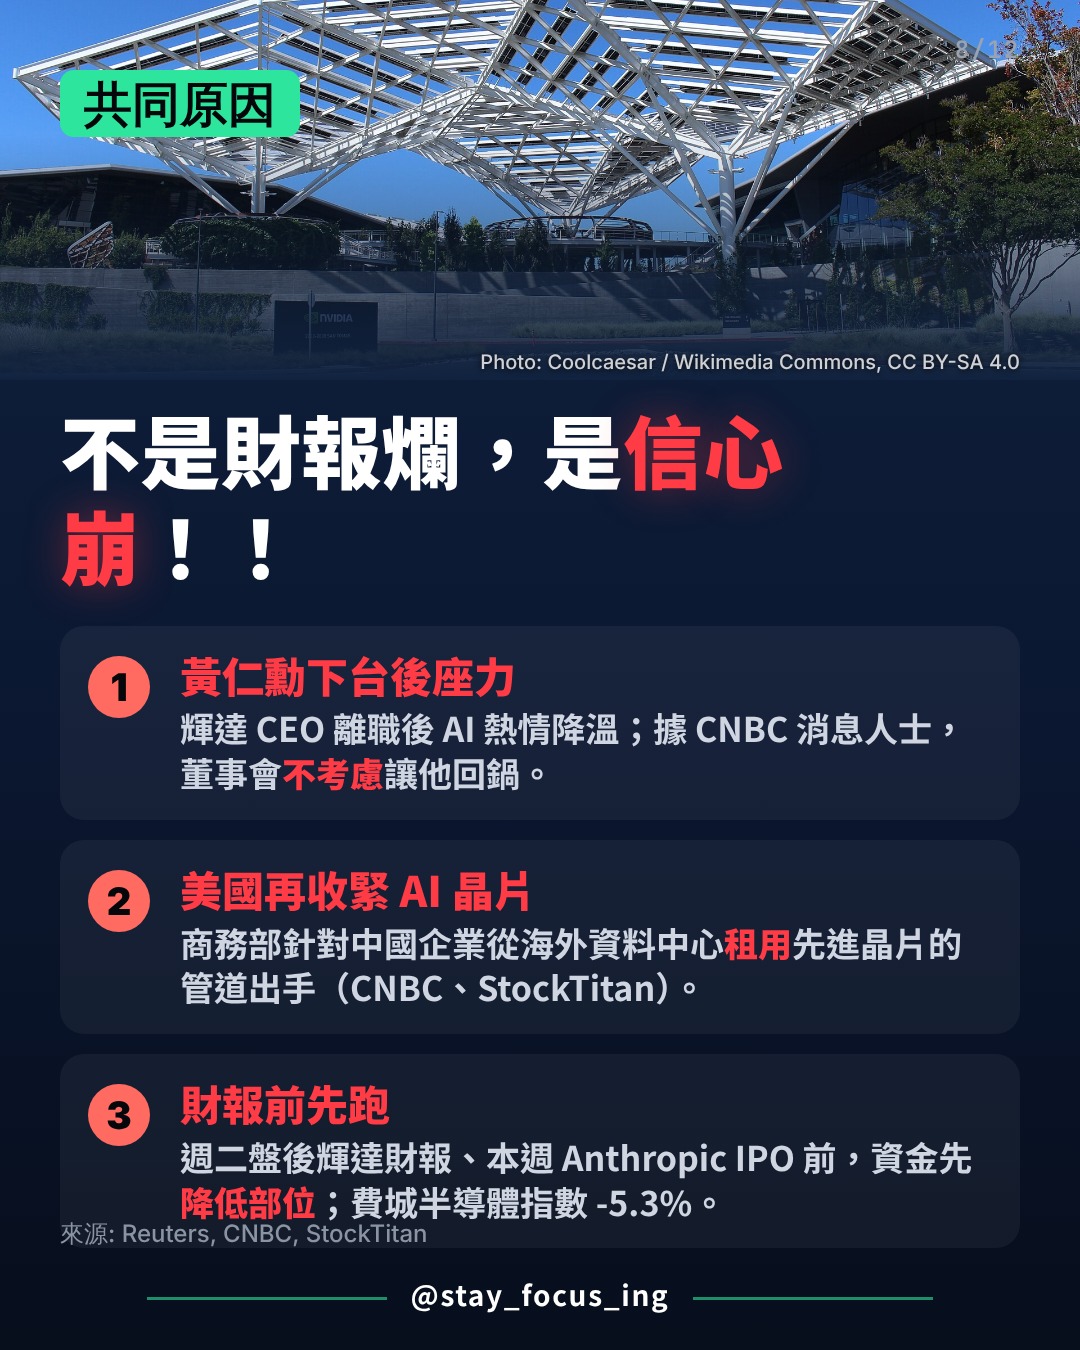 8/1
共同原因
NVIDIA
Photo: Coolcaesar / Wikimedia Commons, CC BY-SA 4.0
不是財報爛，是信心
崩！！
1
黃仁勳下台後座力
輝達 CEO 離職後 AI 熱情降溫；據 CNBC 消息人士，
董事會不考慮讓他回鍋。
2
美國再收緊 AI 晶片
商務部針對中國企業從海外資料中心租用先進晶片的
管道出手（CNBC、StockTitan）。
3
財報前先跑
週二盤後輝達財報、本週 Anthropic IPO 前，資金先
降低部位；費城半導體指數 -5.3%。
來源: Reuters, CNBC, StockTitan
@stay_focus_ing